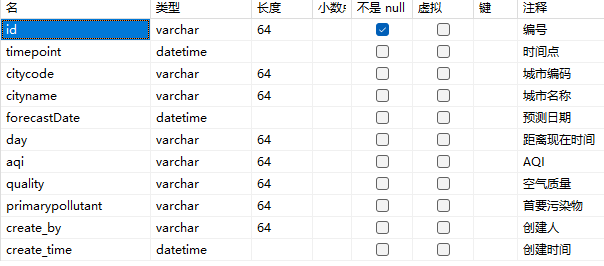 名 类型 长度 小数 不是 null 虚拟 键 注释
id varchar 64 编号
timepoint datetime 时间点
citycode varchar 64 城市编码
cityname varchar 64 城市名称
forecastDate datetime 预测日期
day varchar 64 距离现在时间
aqi varchar 64 AQI
quality varchar 64 空气质量
primarypollutant varchar 64 首要污染物
create_by varchar 64 创建人
create_time datetime 创建时间